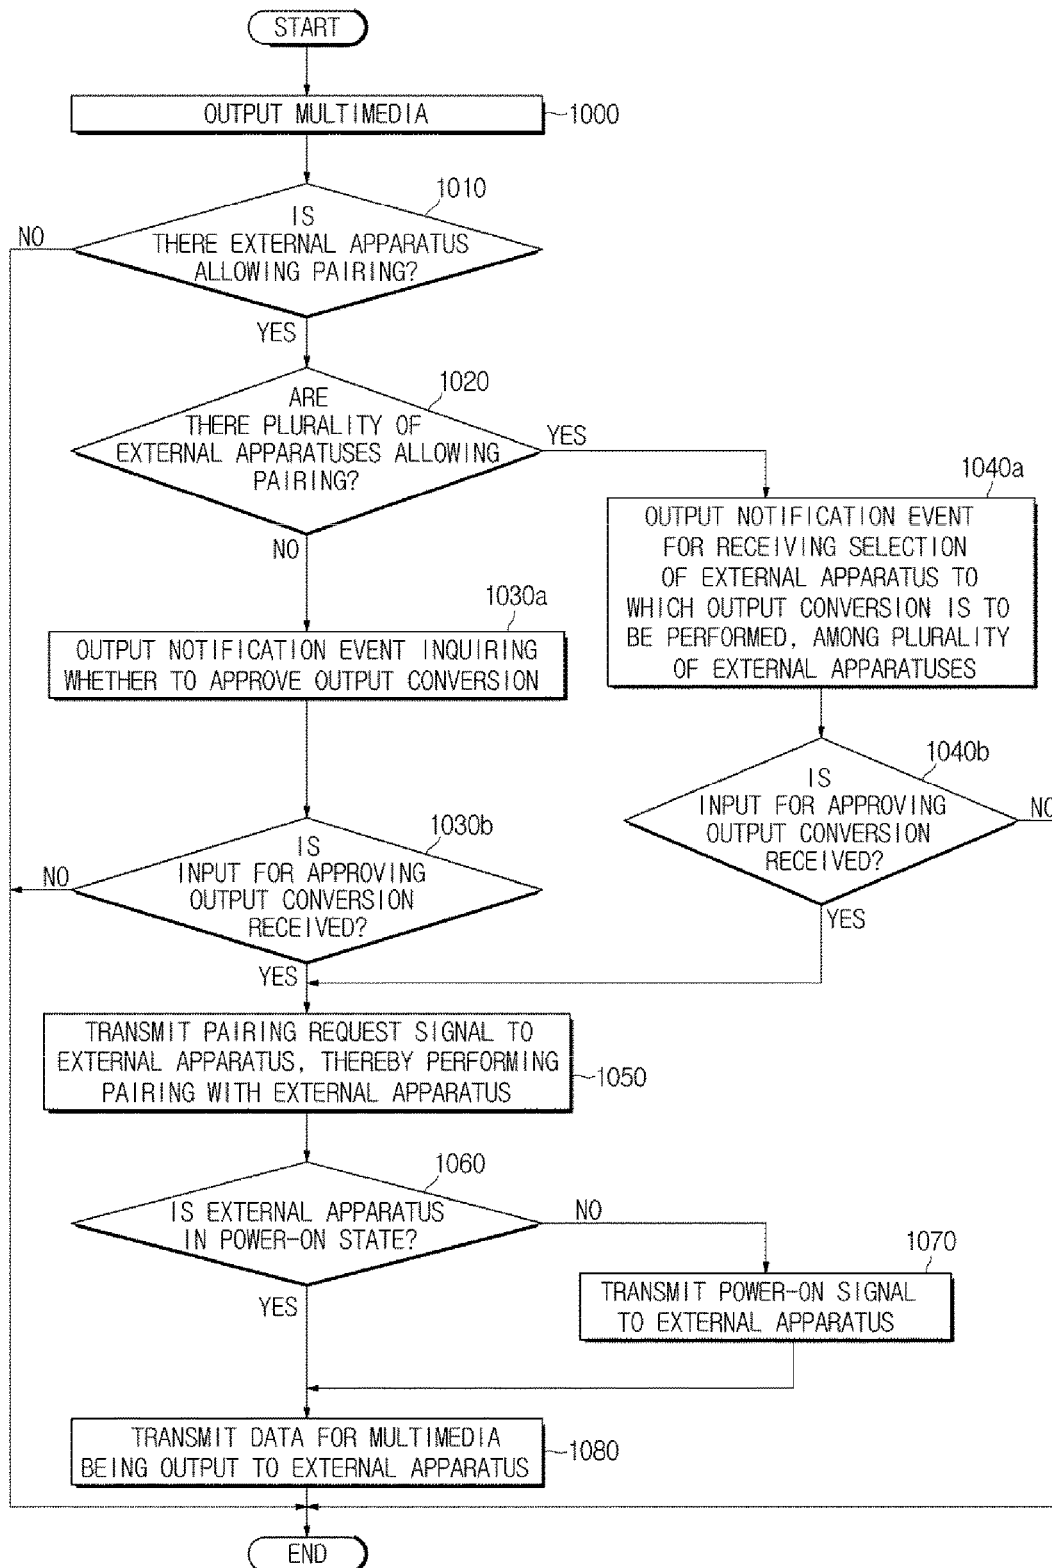 START
OUTPUT MULTIMEDIA
1000
1010
IS
THERE EXTERNAL APPARATUS
ALLOWING PAIRING?
NO
YES
1020
ARE
THERE PLURALITY OF
EXTERNAL APPARATUSES ALLOWING
PAIRING?
YES
NO
1040a
OUTPUT NOTIFICATION EVENT
FOR RECEIVING SELECTION
OF EXTERNAL APPARATUS TO
WHICH OUTPUT CONVERSION IS TO
BE PERFORMED, AMONG PLURALITY
OF EXTERNAL APPARATUSES
1030a
OUTPUT NOTIFICATION EVENT INQUIRING
WHETHER TO APPROVE OUTPUT CONVERSION
1040b
IS
INPUT FOR APPROVING
OUTPUT CONVERSION
RECEIVED?
NO
YES
1030b
IS
INPUT FOR APPROVING
OUTPUT CONVERSION
RECEIVED?
NO
YES
TRANSMIT PAIRING REQUEST SIGNAL TO
EXTERNAL APPARATUS, THEREBY PERFORMING
PAIRING WITH EXTERNAL APPARATUS
1050
1060
IS EXTERNAL APPARATUS
IN POWER-ON STATE?
NO
YES
1070
TRANSMIT POWER-ON SIGNAL
TO EXTERNAL APPARATUS
TRANSMIT DATA FOR MULTIMEDIA
BEING OUTPUT TO EXTERNAL APPARATUS
1080
END